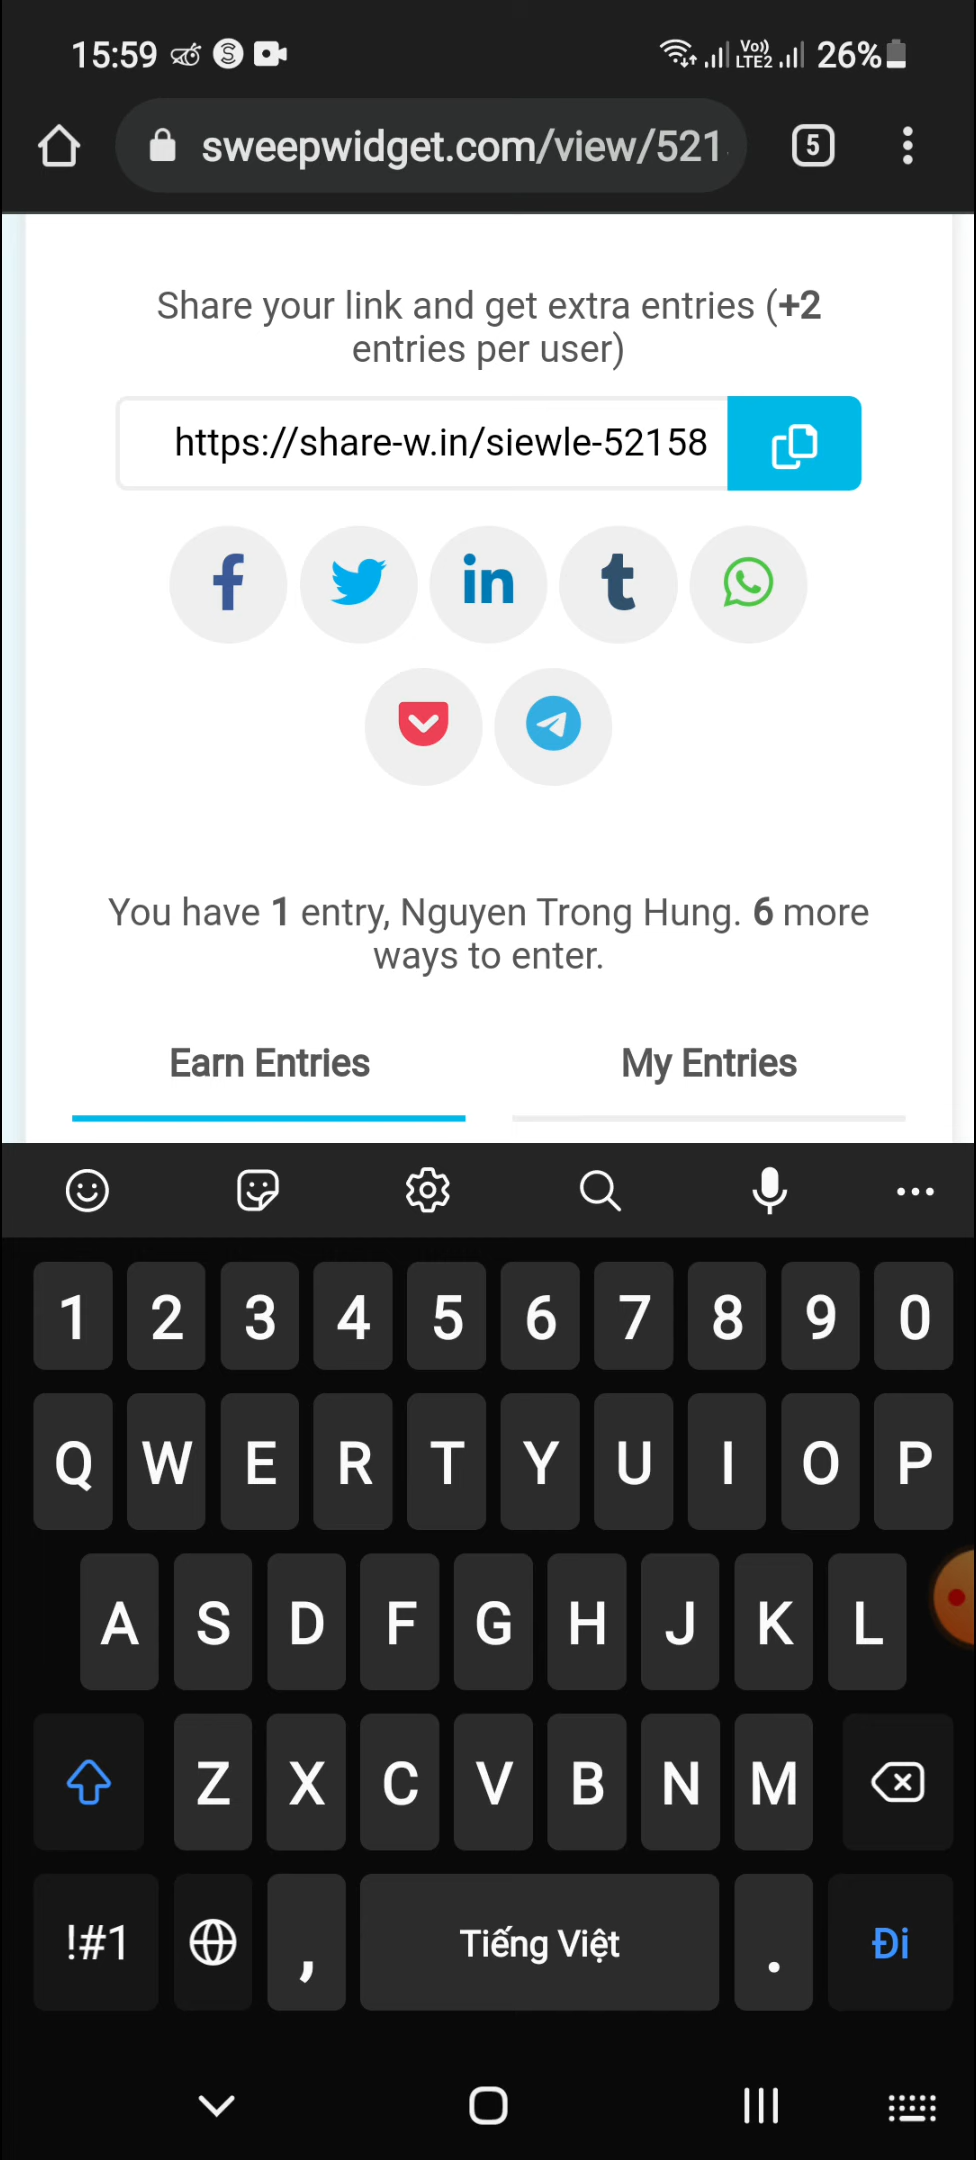 15:59 Vo)) LTE2 26%
sweepwidget.com/view/521 5
Share your link and get extra entries (+2
entries per user)
https://share-w.in/siewle-52158
You have 1 entry, Nguyen Trong Hung. 6 more
ways to enter.
Earn Entries My Entries
1 2 3 4 5 6 7 8 9 0
Q W E R T Y U I O P
A S D F G H J K L
Z X C V B N M
!#1 , Tiếng Việt . Đi